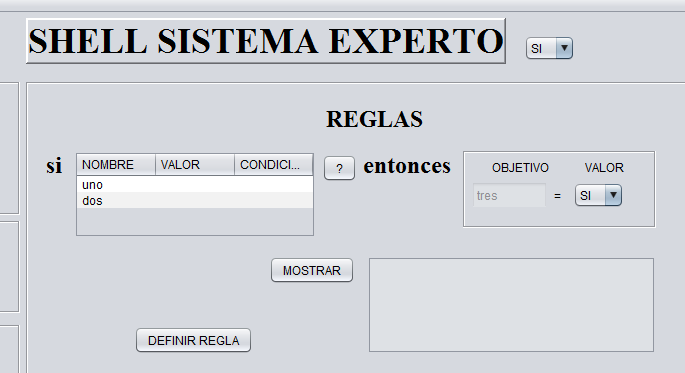 SHELL SISTEMA EXPERTO SI
REGLAS
si NOMBRE VALOR CONDICI... ? entonces OBJETIVO VALOR
uno
dos
tres = SI
MOSTRAR
DEFINIR REGLA